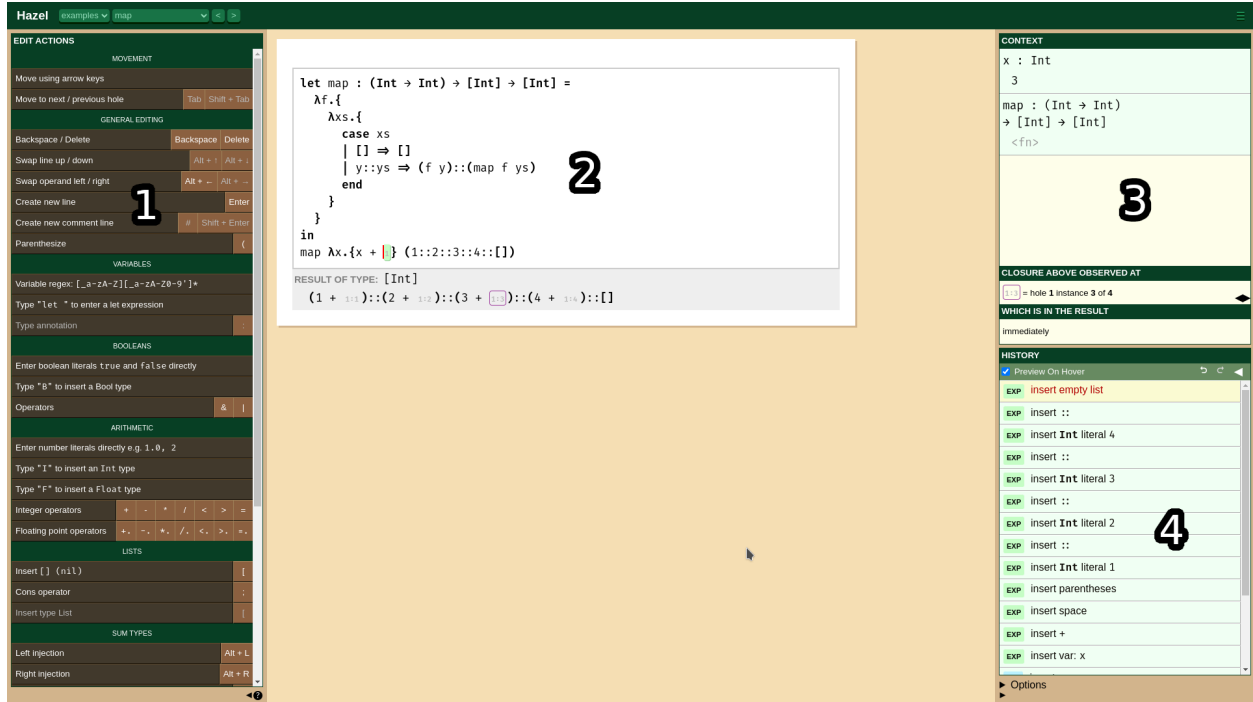 Hazel examples map < >
EDIT ACTIONS
MOVEMENT
Move using arrow keys
Move to next / previous hole Tab Shift + Tab
GENERAL EDITING
Backspace / Delete Backspace Delete
Swap line up / down Alt + ↑ Alt + ↓
Swap operand left / right Alt + ← Alt + →
Create new line Enter
Create new comment line # Shift + Enter
Parenthesize (
VARIABLES
Variable regex: [_a-zA-Z][_a-zA-Z0-9']*
Type "let " to enter a let expression
Type annotation :
BOOLEANS
Enter boolean literals true and false directly
Type "B" to insert a Bool type
Operators & |
ARITHMETIC
Enter number literals directly e.g. 1.0, 2
Type "I" to insert an Int type
Type "F" to insert a Float type
Integer operators + - * / < > =
Floating point operators +. -. *. /. <. >. =.
LISTS
Insert [] (nil) [
Cons operator ;
Insert type List [
SUM TYPES
Left injection Alt + L
Right injection Alt + R
1
let map : (Int → Int) → [Int] → [Int] =
λf.{
λxs.{
case xs
| [] ⇒ []
| y::ys ⇒ (f y)::(map f ys)
end
}
}
in
map λx.{x + 1} (1::2::3::4::[])
2
RESULT OF TYPE: [Int]
(1 + 1:1)::(2 + 1:2)::(3 + 1:3)::(4 + 1:4)::[]
CONTEXT
x : Int
3
map : (Int → Int)
→ [Int] → [Int]
<fn>
3
CLOSURE ABOVE OBSERVED AT
1:3 = hole 1 instance 3 of 4
WHICH IS IN THE RESULT
immediately
HISTORY
Preview On Hover
EXP insert empty list
EXP insert ::
EXP insert Int literal 4
EXP insert ::
EXP insert Int literal 3
EXP insert ::
EXP insert Int literal 2
EXP insert ::
EXP insert Int literal 1
EXP insert parentheses
EXP insert space
EXP insert +
EXP insert var: x
4
Options